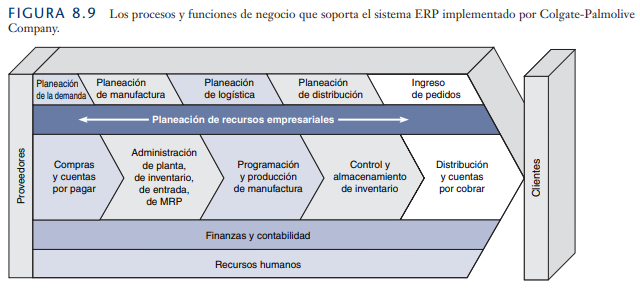 FIGURA 8.9 Los procesos y funciones de negocio que soporta el sistema ERP implementado por Colgate-Palmolive
Company.
Proveedores
Planeación
de la demanda
Planeación
de manufactura
Planeación
de logística
Planeación
de distribución
Ingreso
de pedidos
Planeación de recursos empresariales
Compras
y cuentas
por pagar
Administración
de planta,
de inventario,
de entrada,
de MRP
Programación
y producción
de manufactura
Control y
almacenamiento
de inventario
Distribución
y cuentas
por cobrar
Finanzas y contabilidad
Recursos humanos
Clientes